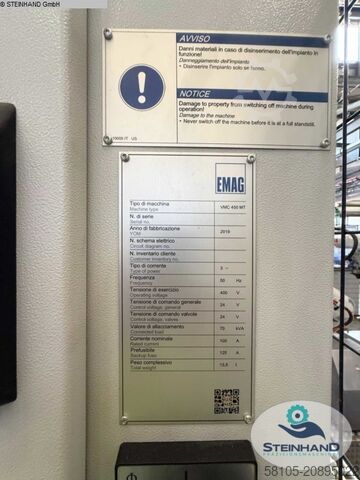 © STEINHAND
AVVISO
Danni materiali in caso di disinserimento dell'impianto in
funzione!
Danneggiamento dell'impianto
• Disinserire l'impianto solo se fermo.
NOTICE
Damage to property from switching off machine during
operation!
Damage to the machine
• Never switch off the machine before it is at a full standstill.
IT US
EMAG
Tipo di macchina
Machine type VMC 450 MT
N. di serie
Serial no.
Anno di fabbricazione
YOM 2019
N. schema elettrico
Circuit diagram no.
N. inventario cliente
Customer inventory no.
Tipo di corrente
Type of power 3 ~
Frequenza
Frequency 50 Hz
Tensione di esercizio
Operating voltage 400 V
Tensione di comando generale
Control voltage, general 24 V
Tensione di comando valvole
Control voltage, valves 24 V
Valore di allacciamento
Connected load 70 kVA
Corrente nominale
Rated current 100 A
Prefusibile
Backup fuse 125 A
Peso complessivo
Total weight 13,5 t
STEINHAND
PRÄZISIONSMASCHINEN